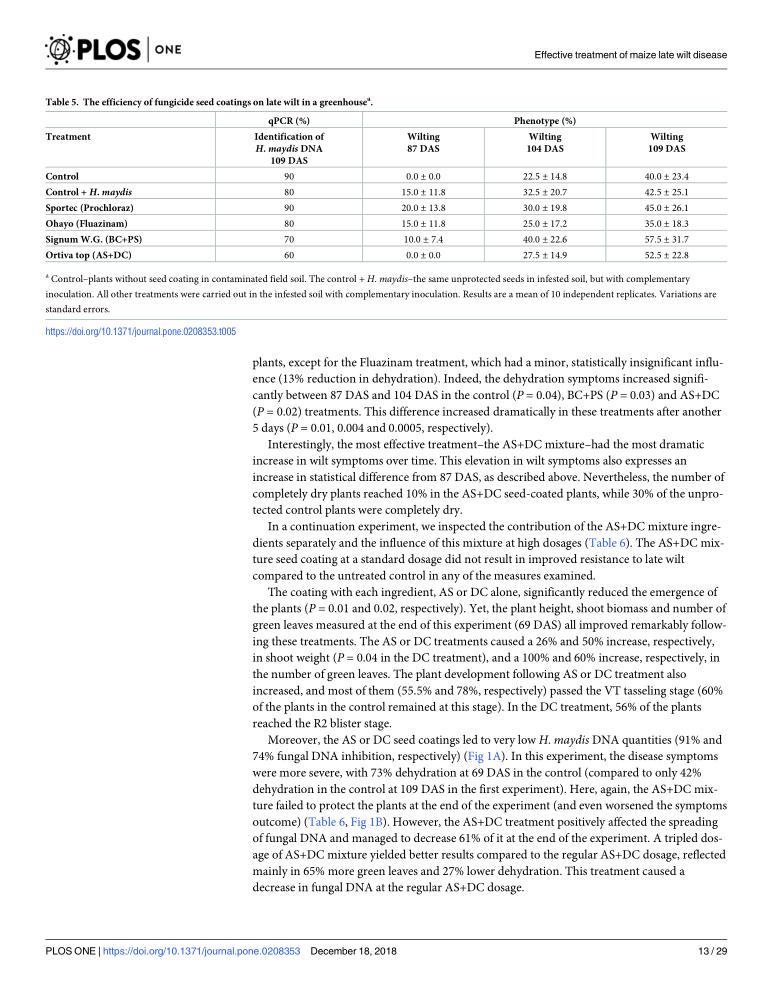 PLOS ONE
Effective treatment of maize late wilt disease
Table 5. The efficiency of fungicide seed coatings on late wilt in a greenhouseᵃ.
qPCR (%) Phenotype (%)
Treatment Identification of Wilting Wilting Wilting
H. maydis DNA 87 DAS 104 DAS 109 DAS
109 DAS
Control 90 0.0 ± 0.0 22.5 ± 14.8 40.0 ± 23.4
Control + H. maydis 80 15.0 ± 11.8 32.5 ± 20.7 42.5 ± 25.1
Sportec (Prochloraz) 90 20.0 ± 13.8 30.0 ± 19.8 45.0 ± 26.1
Ohayo (Fluazinam) 80 15.0 ± 11.8 25.0 ± 17.2 35.0 ± 18.3
Signum W.G. (BC+PS) 70 10.0 ± 7.4 40.0 ± 22.6 57.5 ± 31.7
Ortiva top (AS+DC) 60 0.0 ± 0.0 27.5 ± 14.9 52.5 ± 22.8
ᵃ Control–plants without seed coating in contaminated field soil. The control + H. maydis–the same unprotected seeds in infested soil, but with complementary
inoculation. All other treatments were carried out in the infested soil with complementary inoculation. Results are a mean of 10 independent replicates. Variations are
standard errors.
https://doi.org/10.1371/journal.pone.0208353.t005
plants, except for the Fluazinam treatment, which had a minor, statistically insignificant influ-
ence (13% reduction in dehydration). Indeed, the dehydration symptoms increased signifi-
cantly between 87 DAS and 104 DAS in the control (P = 0.04), BC+PS (P = 0.03) and AS+DC
(P = 0.02) treatments. This difference increased dramatically in these treatments after another
5 days (P = 0.01, 0.004 and 0.0005, respectively).
Interestingly, the most effective treatment–the AS+DC mixture–had the most dramatic
increase in wilt symptoms over time. This elevation in wilt symptoms also expresses an
increase in statistical difference from 87 DAS, as described above. Nevertheless, the number of
completely dry plants reached 10% in the AS+DC seed-coated plants, while 30% of the unpro-
tected control plants were completely dry.
In a continuation experiment, we inspected the contribution of the AS+DC mixture ingre-
dients separately and the influence of this mixture at high dosages (Table 6). The AS+DC mix-
ture seed coating at a standard dosage did not result in improved resistance to late wilt
compared to the untreated control in any of the measures examined.
The coating with each ingredient, AS or DC alone, significantly reduced the emergence of
the plants (P = 0.01 and 0.02, respectively). Yet, the plant height, shoot biomass and number of
green leaves measured at the end of this experiment (69 DAS) all improved remarkably follow-
ing these treatments. The AS or DC treatments caused a 26% and 50% increase, respectively,
in shoot weight (P = 0.04 in the DC treatment), and a 100% and 60% increase, respectively, in
the number of green leaves. The plant development following AS or DC treatment also
increased, and most of them (55.5% and 78%, respectively) passed the VT tasseling stage (60%
of the plants in the control remained at this stage). In the DC treatment, 56% of the plants
reached the R2 blister stage.
Moreover, the AS or DC seed coatings led to very low H. maydis DNA quantities (91% and
74% fungal DNA inhibition, respectively) (Fig 1A). In this experiment, the disease symptoms
were more severe, with 73% dehydration at 69 DAS in the control (compared to only 42%
dehydration in the control at 109 DAS in the first experiment). Here, again, the AS+DC mix-
ture failed to protect the plants at the end of the experiment (and even worsened the symptoms
outcome) (Table 6, Fig 1B). However, the AS+DC treatment positively affected the spreading
of fungal DNA and managed to decrease 61% of it at the end of the experiment. A tripled dos-
age of AS+DC mixture yielded better results compared to the regular AS+DC dosage, reflected
mainly in 65% more green leaves and 27% lower dehydration. This treatment caused a
decrease in fungal DNA at the regular AS+DC dosage.
PLOS ONE | https://doi.org/10.1371/journal.pone.0208353 December 18, 2018 13 / 29